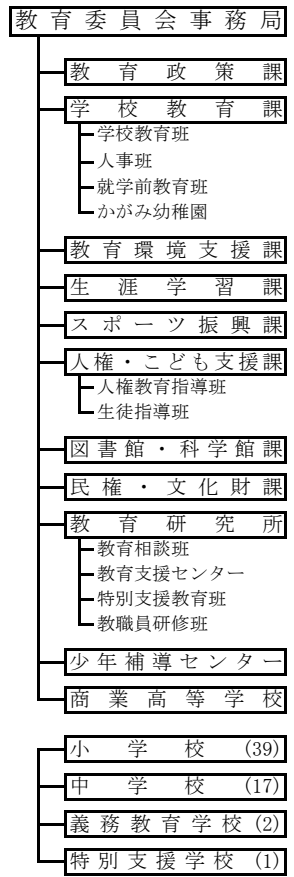 教育委員会事務局
教育政策課
学校教育課
学校教育班
人事班
就学前教育班
かがみ幼稚園
教育環境支援課
生涯学習課
スポーツ振興課
人権・こども支援課
人権教育指導班
生徒指導班
図書館・科学館課
民権・文化財課
教育研究所
教育相談班
教育支援センター
特別支援教育班
教職員研修班
少年補導センター
商業高等学校
小学校(39)
中学校(17)
義務教育学校(2)
特別支援学校(1)